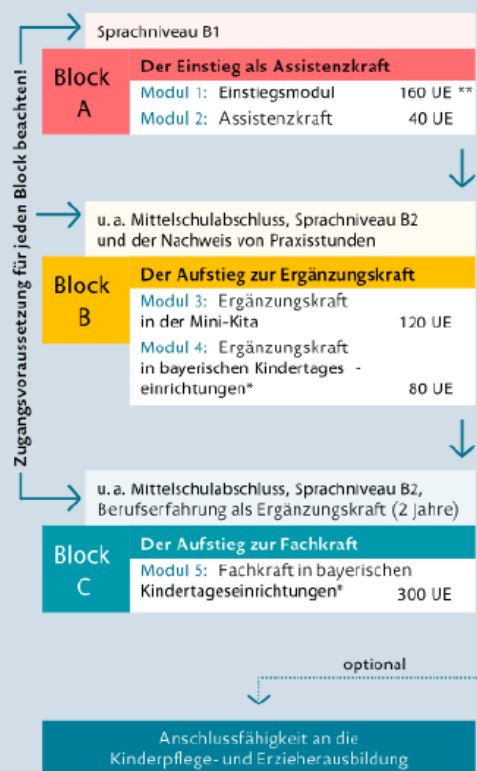 Zugangsvoraussetzung für jeden Block beachten!
Sprachniveau B1
Block
A
Der Einstieg als Assistenzkraft
Modul 1: Einstiegsmodul 160 UE **
Modul 2: Assistenzkraft 40 UE
u. a. Mittelschulabschluss, Sprachniveau B2
und der Nachweis von Praxisstunden
Block
B
Der Aufstieg zur Ergänzungskraft
Modul 3: Ergänzungskraft
in der Mini-Kita 120 UE
Modul 4: Ergänzungskraft
in bayerischen Kindertages -
einrichtungen* 80 UE
u. a. Mittelschulabschluss, Sprachniveau B2,
Berufserfahrung als Ergänzungskraft (2 Jahre)
Block
C
Der Aufstieg zur Fachkraft
Modul 5: Fachkraft in bayerischen
Kindertageseinrichtungen* 300 UE
optional
Anschlussfähigkeit an die
Kinderpflege- und Erzieherausbildung